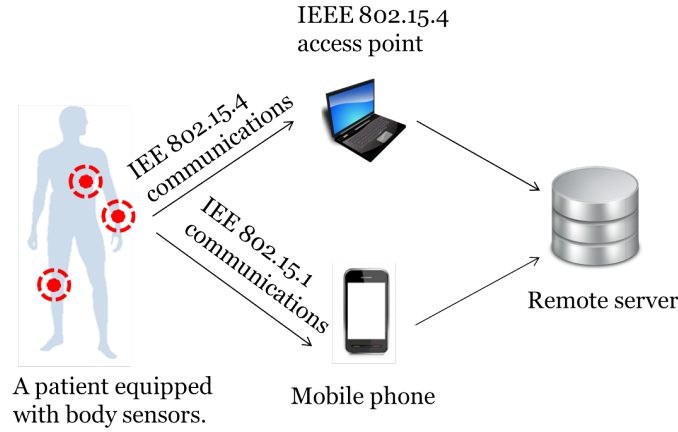 IEEE 802.15.4
access point
IEE 802.15.4
communications
IEE 802.15.1
communications
Remote server
A patient equipped
with body sensors.
Mobile phone